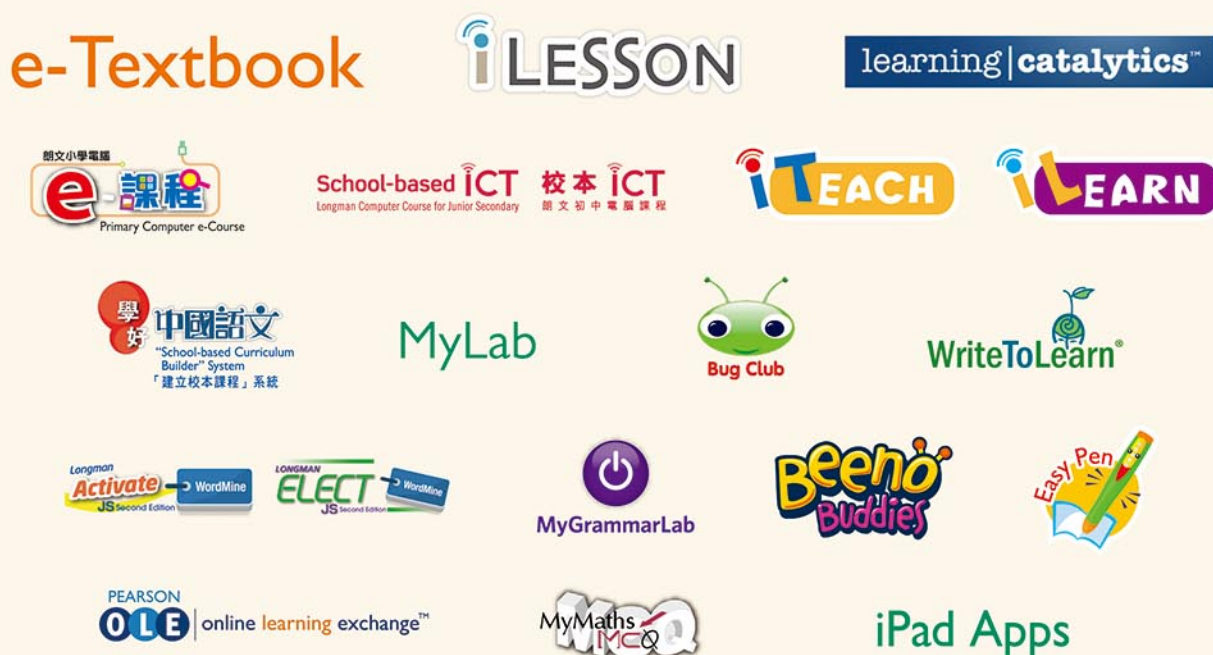 e-Textbook
iLESSON
learning|catalytics™
朗文小學電腦
e-課程
Primary Computer e-Course
School-based iCT
Longman Computer Course for Junior Secondary
校本 iCT
朗文初中電腦課程
iTEACH
iLEARN
學好
中國語文
"School-based Curriculum
Builder" System
「建立校本課程」系統
MyLab
Bug Club
WriteToLearn®
Longman
Activate
JS Second Edition
WordMine
LONGMAN
ELECT
JS Second Edition
WordMine
MyGrammarLab
Beeno
Buddies
Easy Pen
PEARSON
OLE | online learning exchange™
MyMaths
MCQ
MCQ
iPad Apps